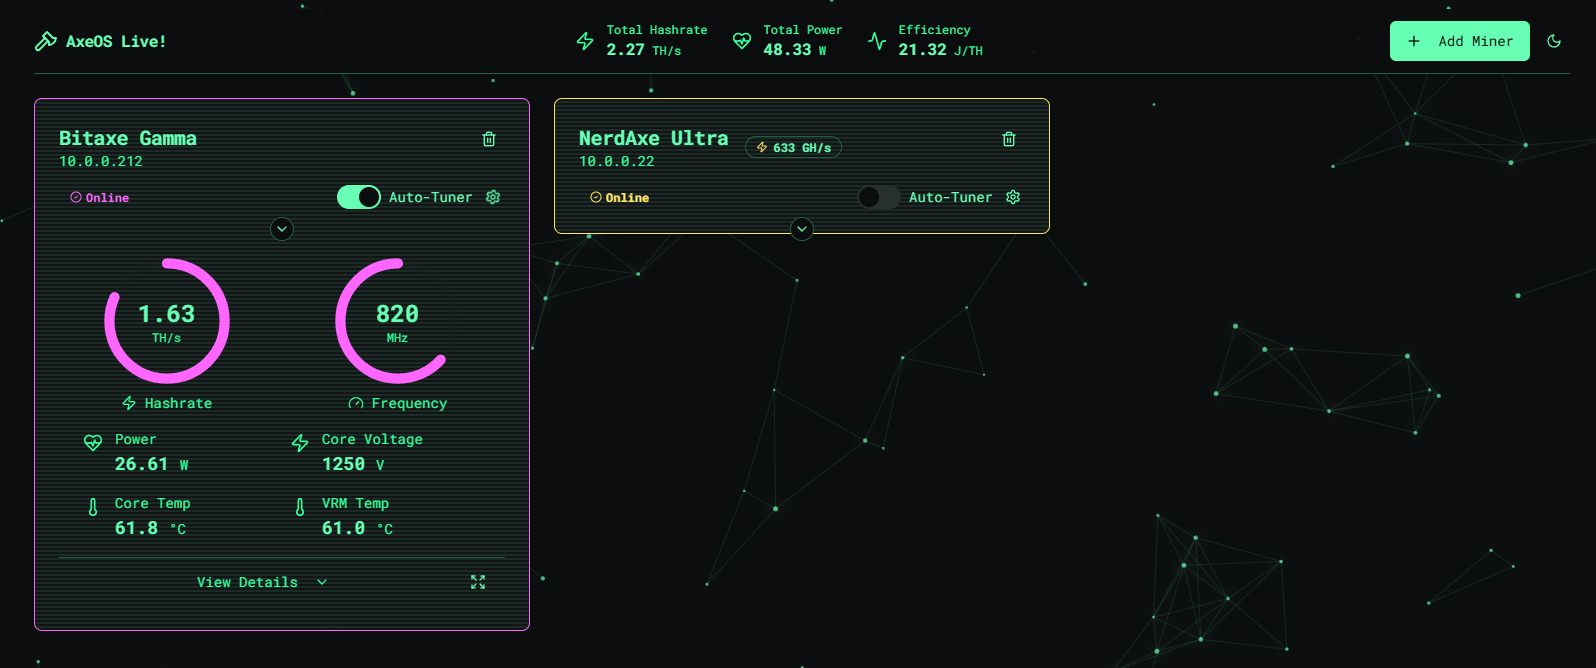 AxeOS Live!
Total Hashrate
2.27 TH/s
Total Power
48.33 W
Efficiency
21.32 J/TH
+ Add Miner
Bitaxe Gamma
10.0.0.212
Online
Auto-Tuner
1.63
TH/s
Hashrate
820
MHz
Frequency
Power
26.61 W
Core Voltage
1250 V
Core Temp
61.8 °C
VRM Temp
61.0 °C
View Details
NerdAxe Ultra
633 GH/s
10.0.0.22
Online
Auto-Tuner